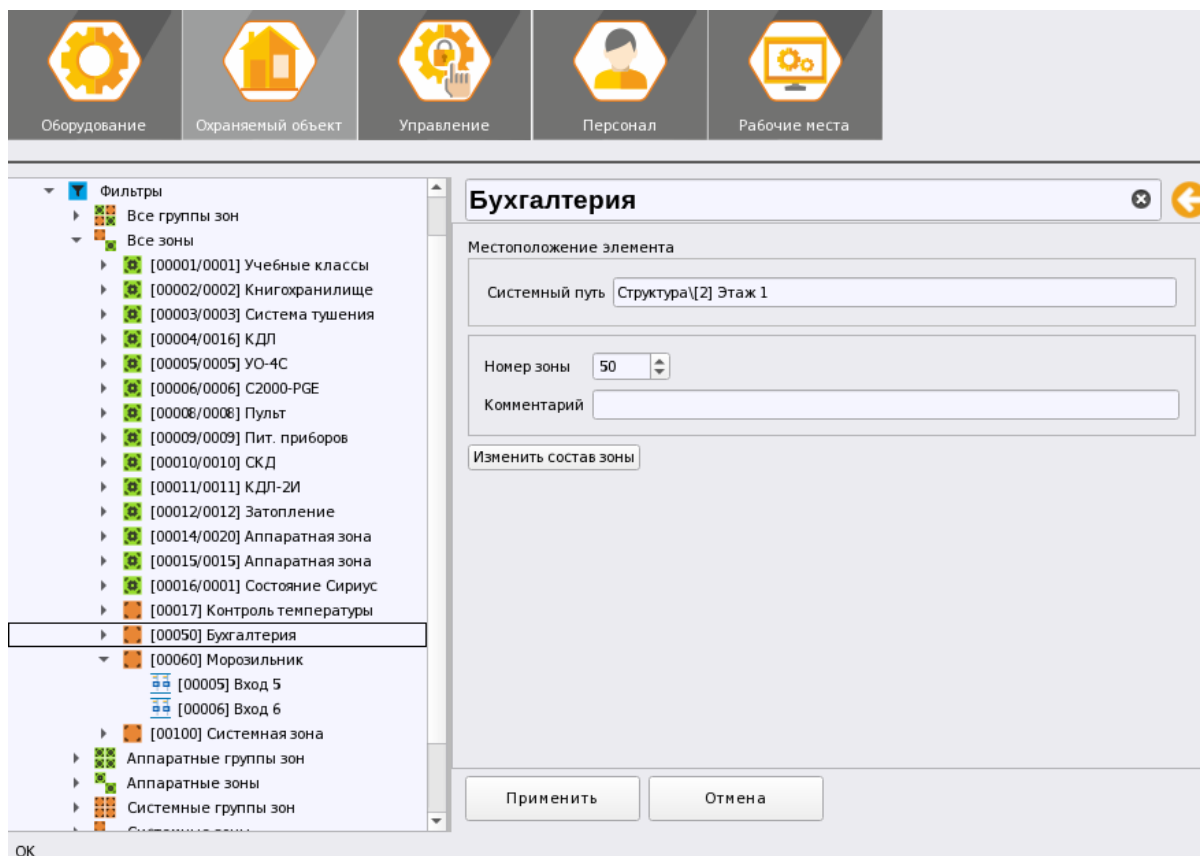 Оборудование
Охраняемый объект
Управление
Персонал
Рабочие места
Фильтры
Все группы зон
Все зоны
[00001/0001] Учебные классы
[00002/0002] Книгохранилище
[00003/0003] Система тушения
[00004/0016] КДЛ
[00005/0005] УО-4С
[00006/0006] С2000-PGE
[00008/0008] Пульт
[00009/0009] Пит. приборов
[00010/0010] СКД
[00011/0011] КДЛ-2И
[00012/0012] Затопление
[00014/0020] Аппаратная зона
[00015/0015] Аппаратная зона
[00016/0001] Состояние Сириус
[00017] Контроль температуры
[00050] Бухгалтерия
[00060] Морозильник
[00005] Вход 5
[00006] Вход 6
[00100] Системная зона
Аппаратные группы зон
Аппаратные зоны
Системные группы зон
Системные зоны
Бухгалтерия
Местоположение элемента
Системный путь Структура\[2] Этаж 1
Номер зоны 50
Комментарий
Изменить состав зоны
Применить
Отмена
OK